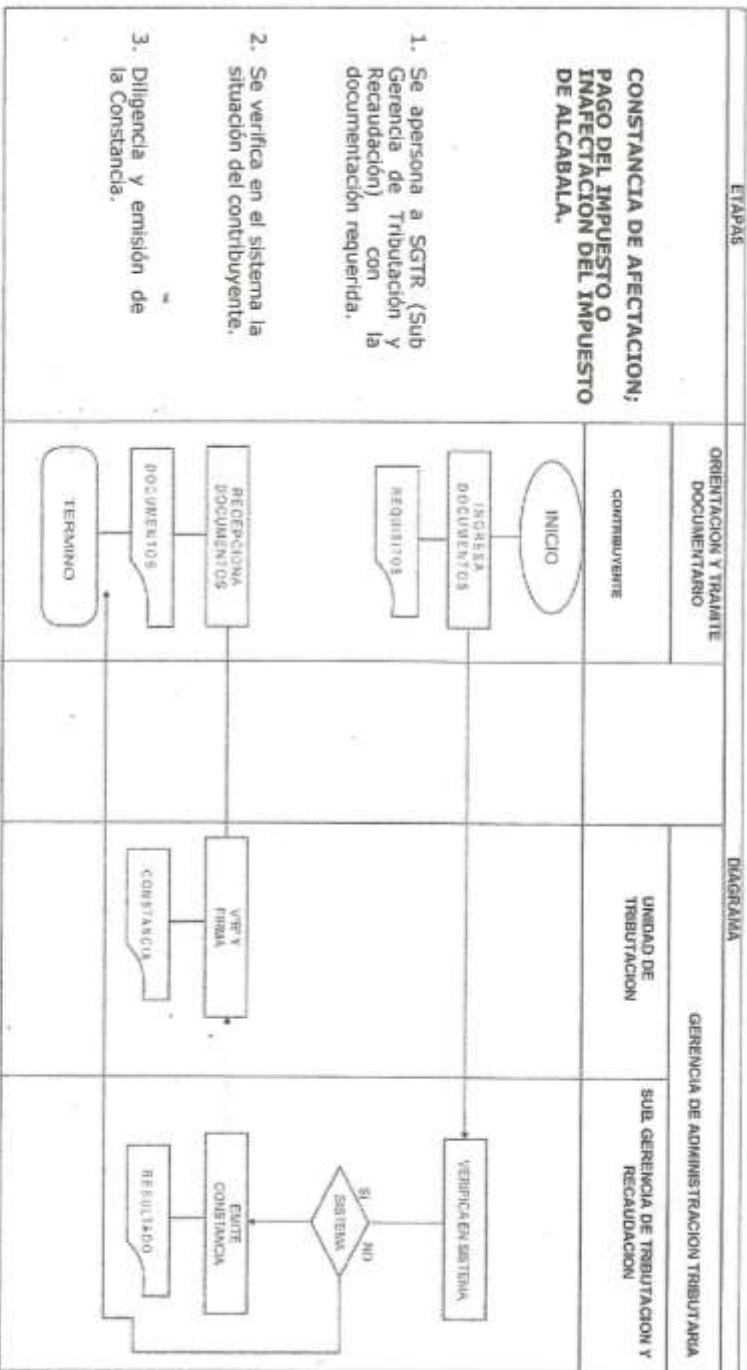 ETAPAS
DIAGRAMA
CONSTANCIA DE AFECTACION;
PAGO DEL IMPUESTO O
INAFECTACION DEL IMPUESTO
DE ALCABALA.
1. Se apersona a SGTR (Sub
Gerencia de Tributación y
Recaudación) con la
documentación requerida.
2. Se verifica en el sistema la
situación del contribuyente.
3. Diligencia y emisión de
la Constancia.
ORIENTACION Y TRAMITE
DOCUMENTARIO
GERENCIA DE ADMINISTRACION TRIBUTARIA
CONTRIBUYENTE
UNIDAD DE
TRIBUTACION
SUB. GERENCIA DE TRIBUTACION Y
RECAUDACION
INICIO
INGRESA
DOCUMENTOS
VERIFICA EN SISTEMA
REQUISITOS
SI
NO
SISTEMA
RECEPCIONA
DOCUMENTOS
VºBº Y
FIRMA
EMITE
CONSTANCIA
DOCUMENTOS
CONSTANCIA
RESULTADO
TERMINO